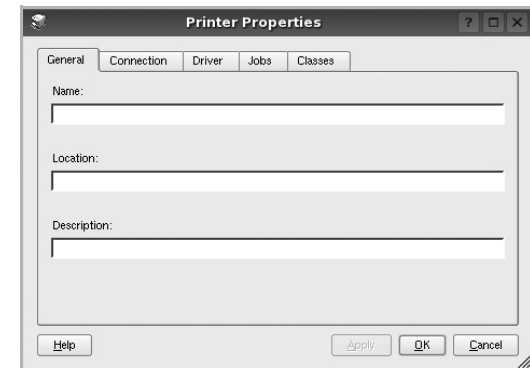 Printer Properties
General Connection Driver Jobs Classes
Name:
Location:
Description:
Help Apply OK Cancel